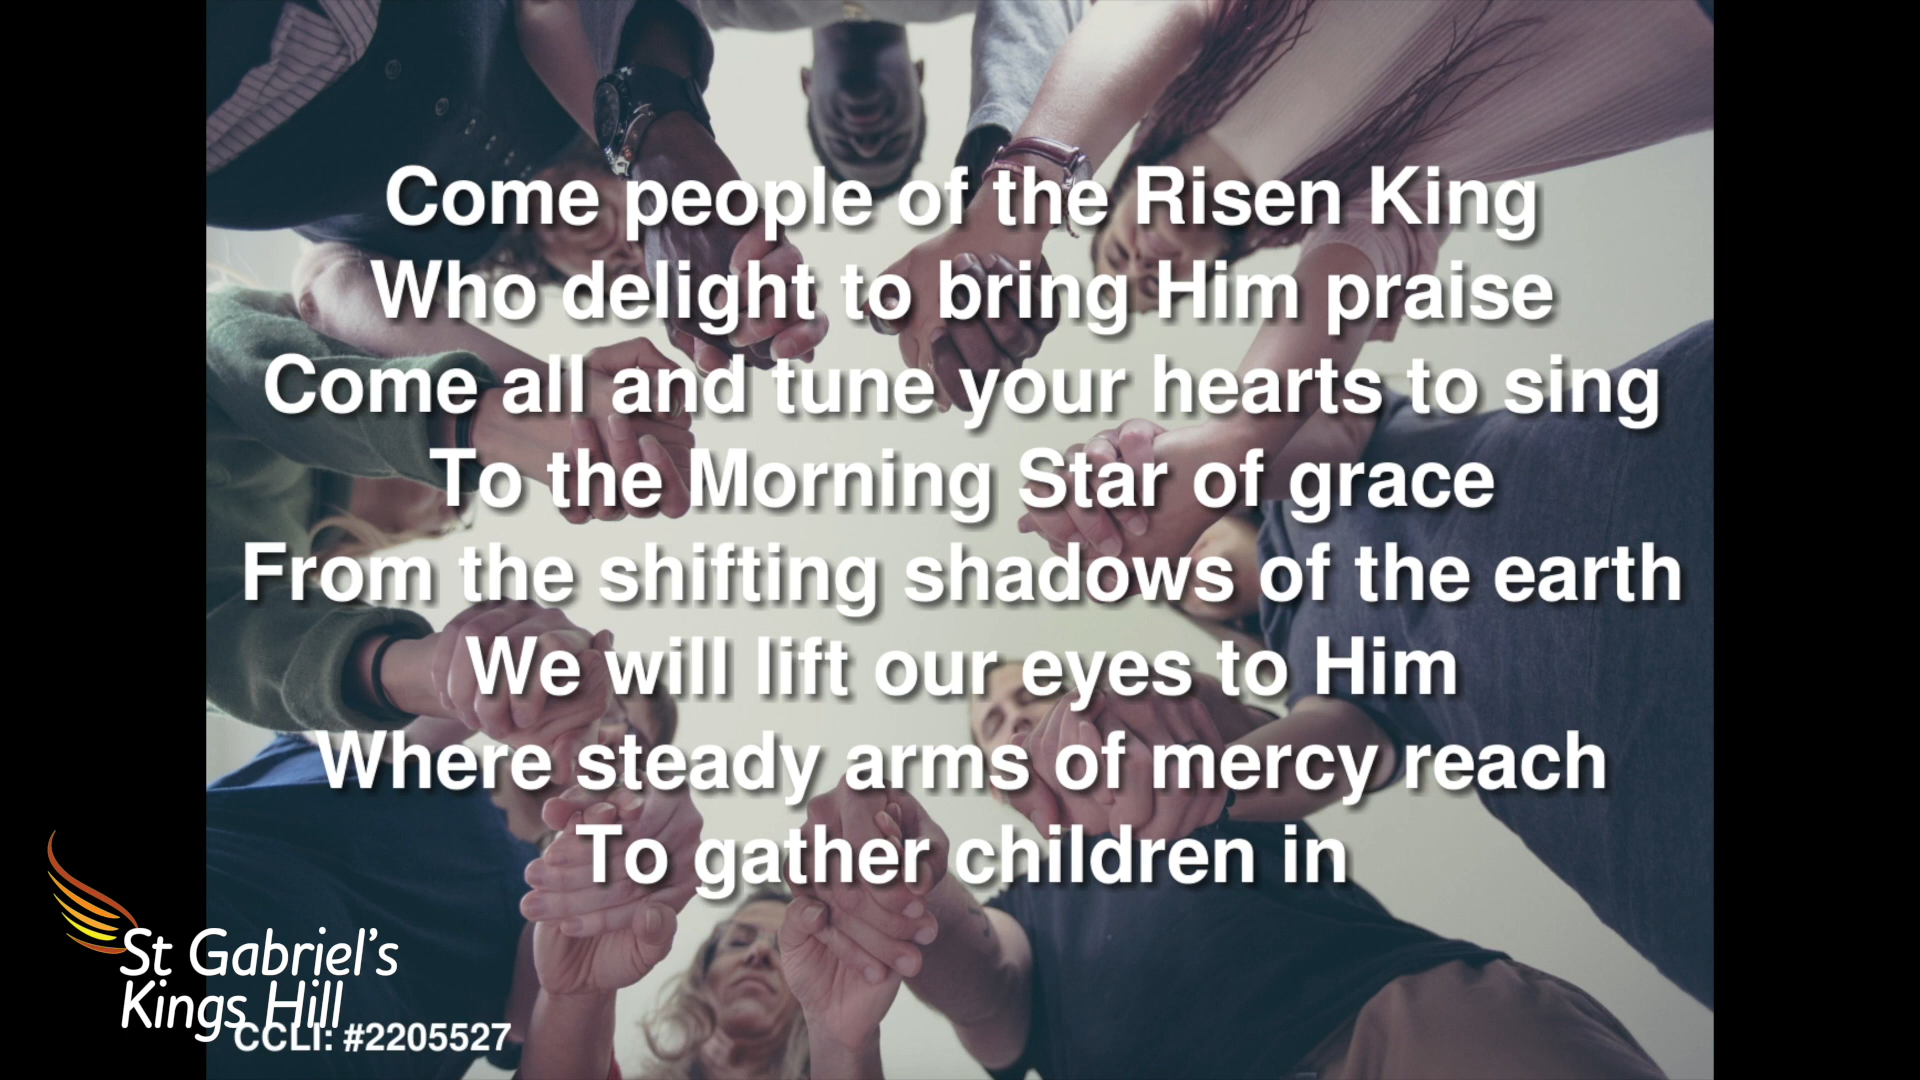 Come people of the Risen King
Who delight to bring Him praise
Come all and tune your hearts to sing
To the Morning Star of grace
From the shifting shadows of the earth
We will lift our eyes to Him
Where steady arms of mercy reach
To gather children in
St Gabriel's
Kings Hill
CCLI: #2205527